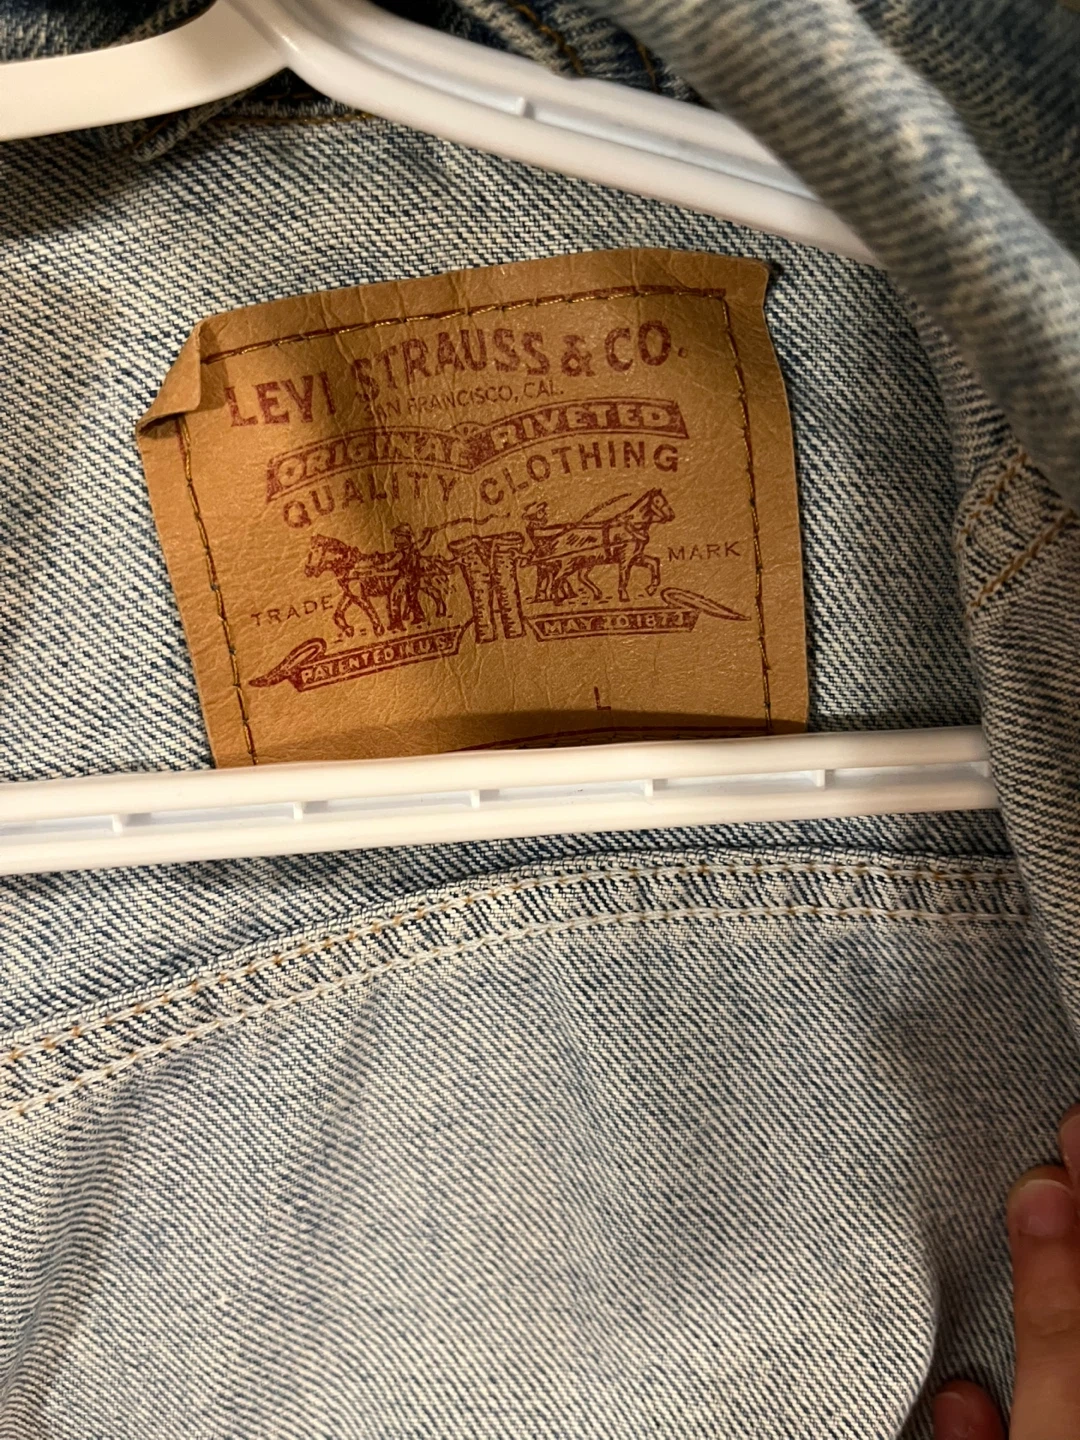 LEVI STRAUSS & CO.
SAN FRANCISCO, CAL.
ORIGINAL RIVETED
QUALITY CLOTHING
TRADE MARK
PATENTED IN U.S. MAY 20 1873
L